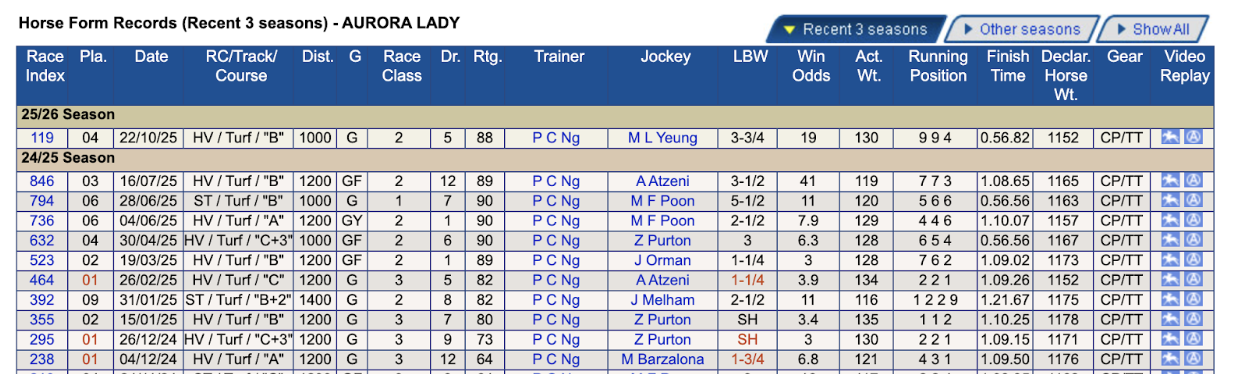 Horse Form Records (Recent 3 seasons) - AURORA LADY
Recent 3 seasons Other seasons Show All
Race Index Pla. Date RC/Track/ Course Dist. G Race Class Dr. Rtg. Trainer Jockey LBW Win Odds Act. Wt. Running Position Finish Time Declar. Horse Wt. Gear Video Replay
25/26 Season
119 04 22/10/25 HV / Turf / "B" 1000 G 2 5 88 P C Ng M L Yeung 3-3/4 19 130 9 9 4 0.56.82 1152 CP/TT
24/25 Season
846 03 16/07/25 HV / Turf / "B" 1200 GF 2 12 89 P C Ng A Atzeni 3-1/2 41 119 7 7 3 1.08.65 1165 CP/TT
794 06 28/06/25 ST / Turf / "B" 1000 G 1 7 90 P C Ng M F Poon 5-1/2 11 120 5 6 6 0.56.56 1163 CP/TT
736 06 04/06/25 HV / Turf / "A" 1200 GY 2 1 90 P C Ng M F Poon 2-1/2 7.9 129 4 4 6 1.10.07 1157 CP/TT
632 04 30/04/25 HV / Turf / "C+3" 1000 GF 2 6 90 P C Ng Z Purton 3 6.3 128 6 5 4 0.56.56 1167 CP/TT
523 02 19/03/25 HV / Turf / "B" 1200 GF 2 1 89 P C Ng J Orman 1-1/4 3 128 7 6 2 1.09.02 1173 CP/TT
464 01 26/02/25 HV / Turf / "C" 1200 G 3 5 82 P C Ng A Atzeni 1-1/4 3.9 134 2 2 1 1.09.26 1152 CP/TT
392 09 31/01/25 ST / Turf / "B+2" 1400 G 2 8 82 P C Ng J Melham 2-1/2 11 116 1 2 2 9 1.21.67 1175 CP/TT
355 02 15/01/25 HV / Turf / "B" 1200 G 3 7 80 P C Ng Z Purton SH 3.4 135 1 1 2 1.10.25 1178 CP/TT
295 01 26/12/24 HV / Turf / "C+3" 1200 G 3 9 73 P C Ng Z Purton SH 3 130 2 2 1 1.09.15 1171 CP/TT
238 01 04/12/24 HV / Turf / "A" 1200 G 3 12 64 P C Ng M Barzalona 1-3/4 6.8 121 4 3 1 1.09.50 1176 CP/TT